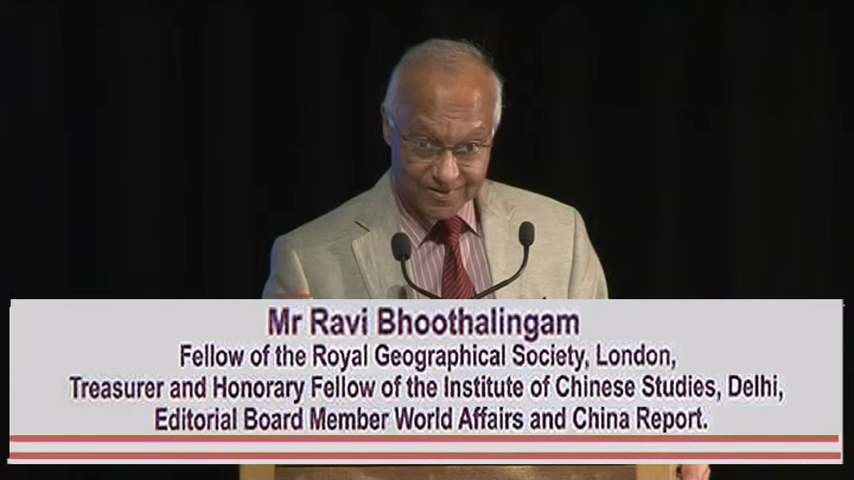 Mr Ravi Bhoothalingam
Fellow of the Royal Geographical Society, London,
Treasurer and Honorary Fellow of the Institute of Chinese Studies, Delhi,
Editorial Board Member World Affairs and China Report.